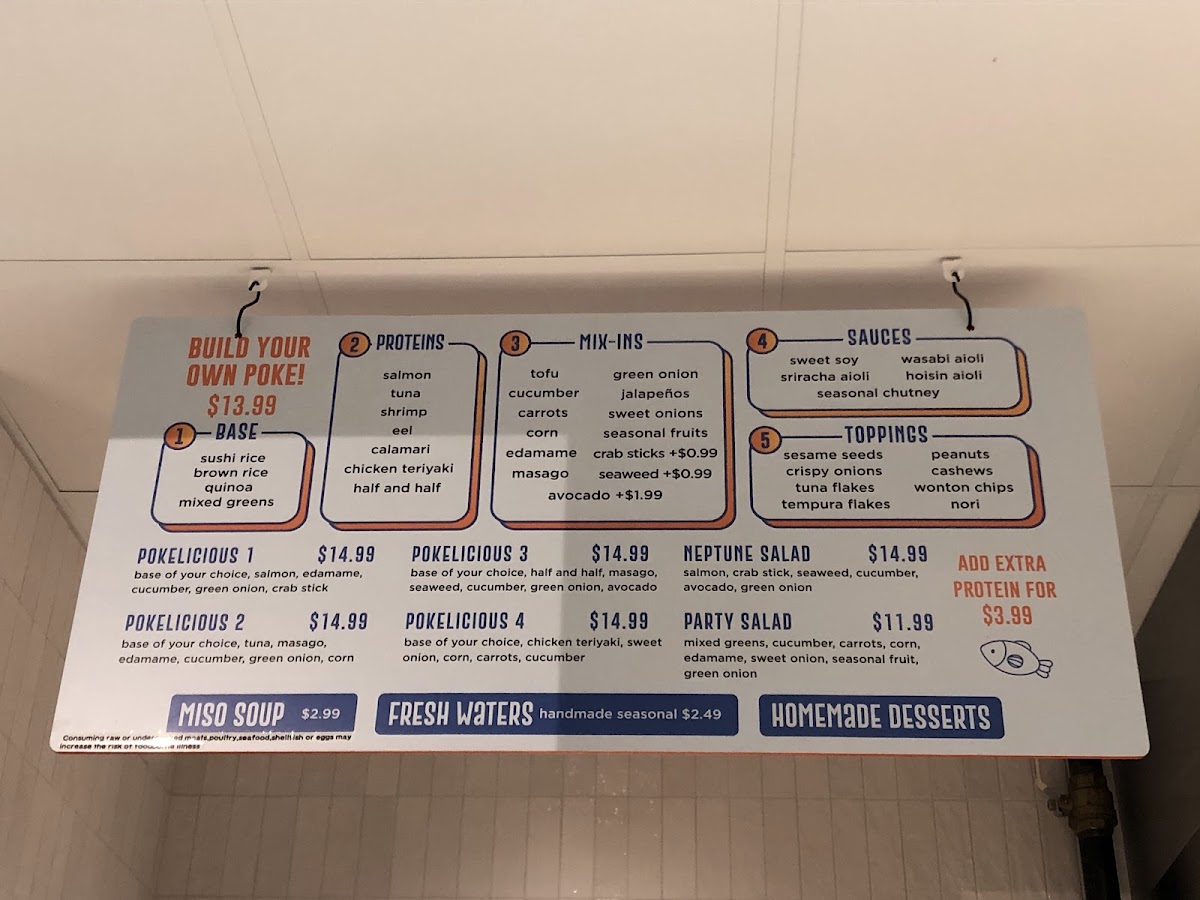 BUILD YOUR
OWN POKE!
$13.99
1 BASE
sushi rice
brown rice
quinoa
mixed greens
2 PROTEINS
salmon
tuna
shrimp
eel
calamari
chicken teriyaki
half and half
3 MIX-INS
tofu green onion
cucumber jalapeños
carrots sweet onions
corn seasonal fruits
edamame crab sticks +$0.99
masago seaweed +$0.99
avocado +$1.99
4 SAUCES
sweet soy wasabi aioli
sriracha aioli hoisin aioli
seasonal chutney
5 TOPPINGS
sesame seeds peanuts
crispy onions cashews
tuna flakes wonton chips
tempura flakes nori
POKELICIOUS 1 $14.99
base of your choice, salmon, edamame,
cucumber, green onion, crab stick
POKELICIOUS 2 $14.99
base of your choice, tuna, masago,
edamame, cucumber, green onion, corn
POKELICIOUS 3 $14.99
base of your choice, half and half, masago,
seaweed, cucumber, green onion, avocado
POKELICIOUS 4 $14.99
base of your choice, chicken teriyaki, sweet
onion, corn, carrots, cucumber
NEPTUNE SALAD $14.99
salmon, crab stick, seaweed, cucumber,
avocado, green onion
PARTY SALAD $11.99
mixed greens, cucumber, carrots, corn,
edamame, sweet onion, seasonal fruit,
green onion
ADD EXTRA
PROTEIN FOR
$3.99
MISO SOUP $2.99
FRESH WATERS handmade seasonal $2.49
HOMEMADE DESSERTS
Consuming raw or meats,poultry,seafood,shellfish or eggs may
increase the risk of illness